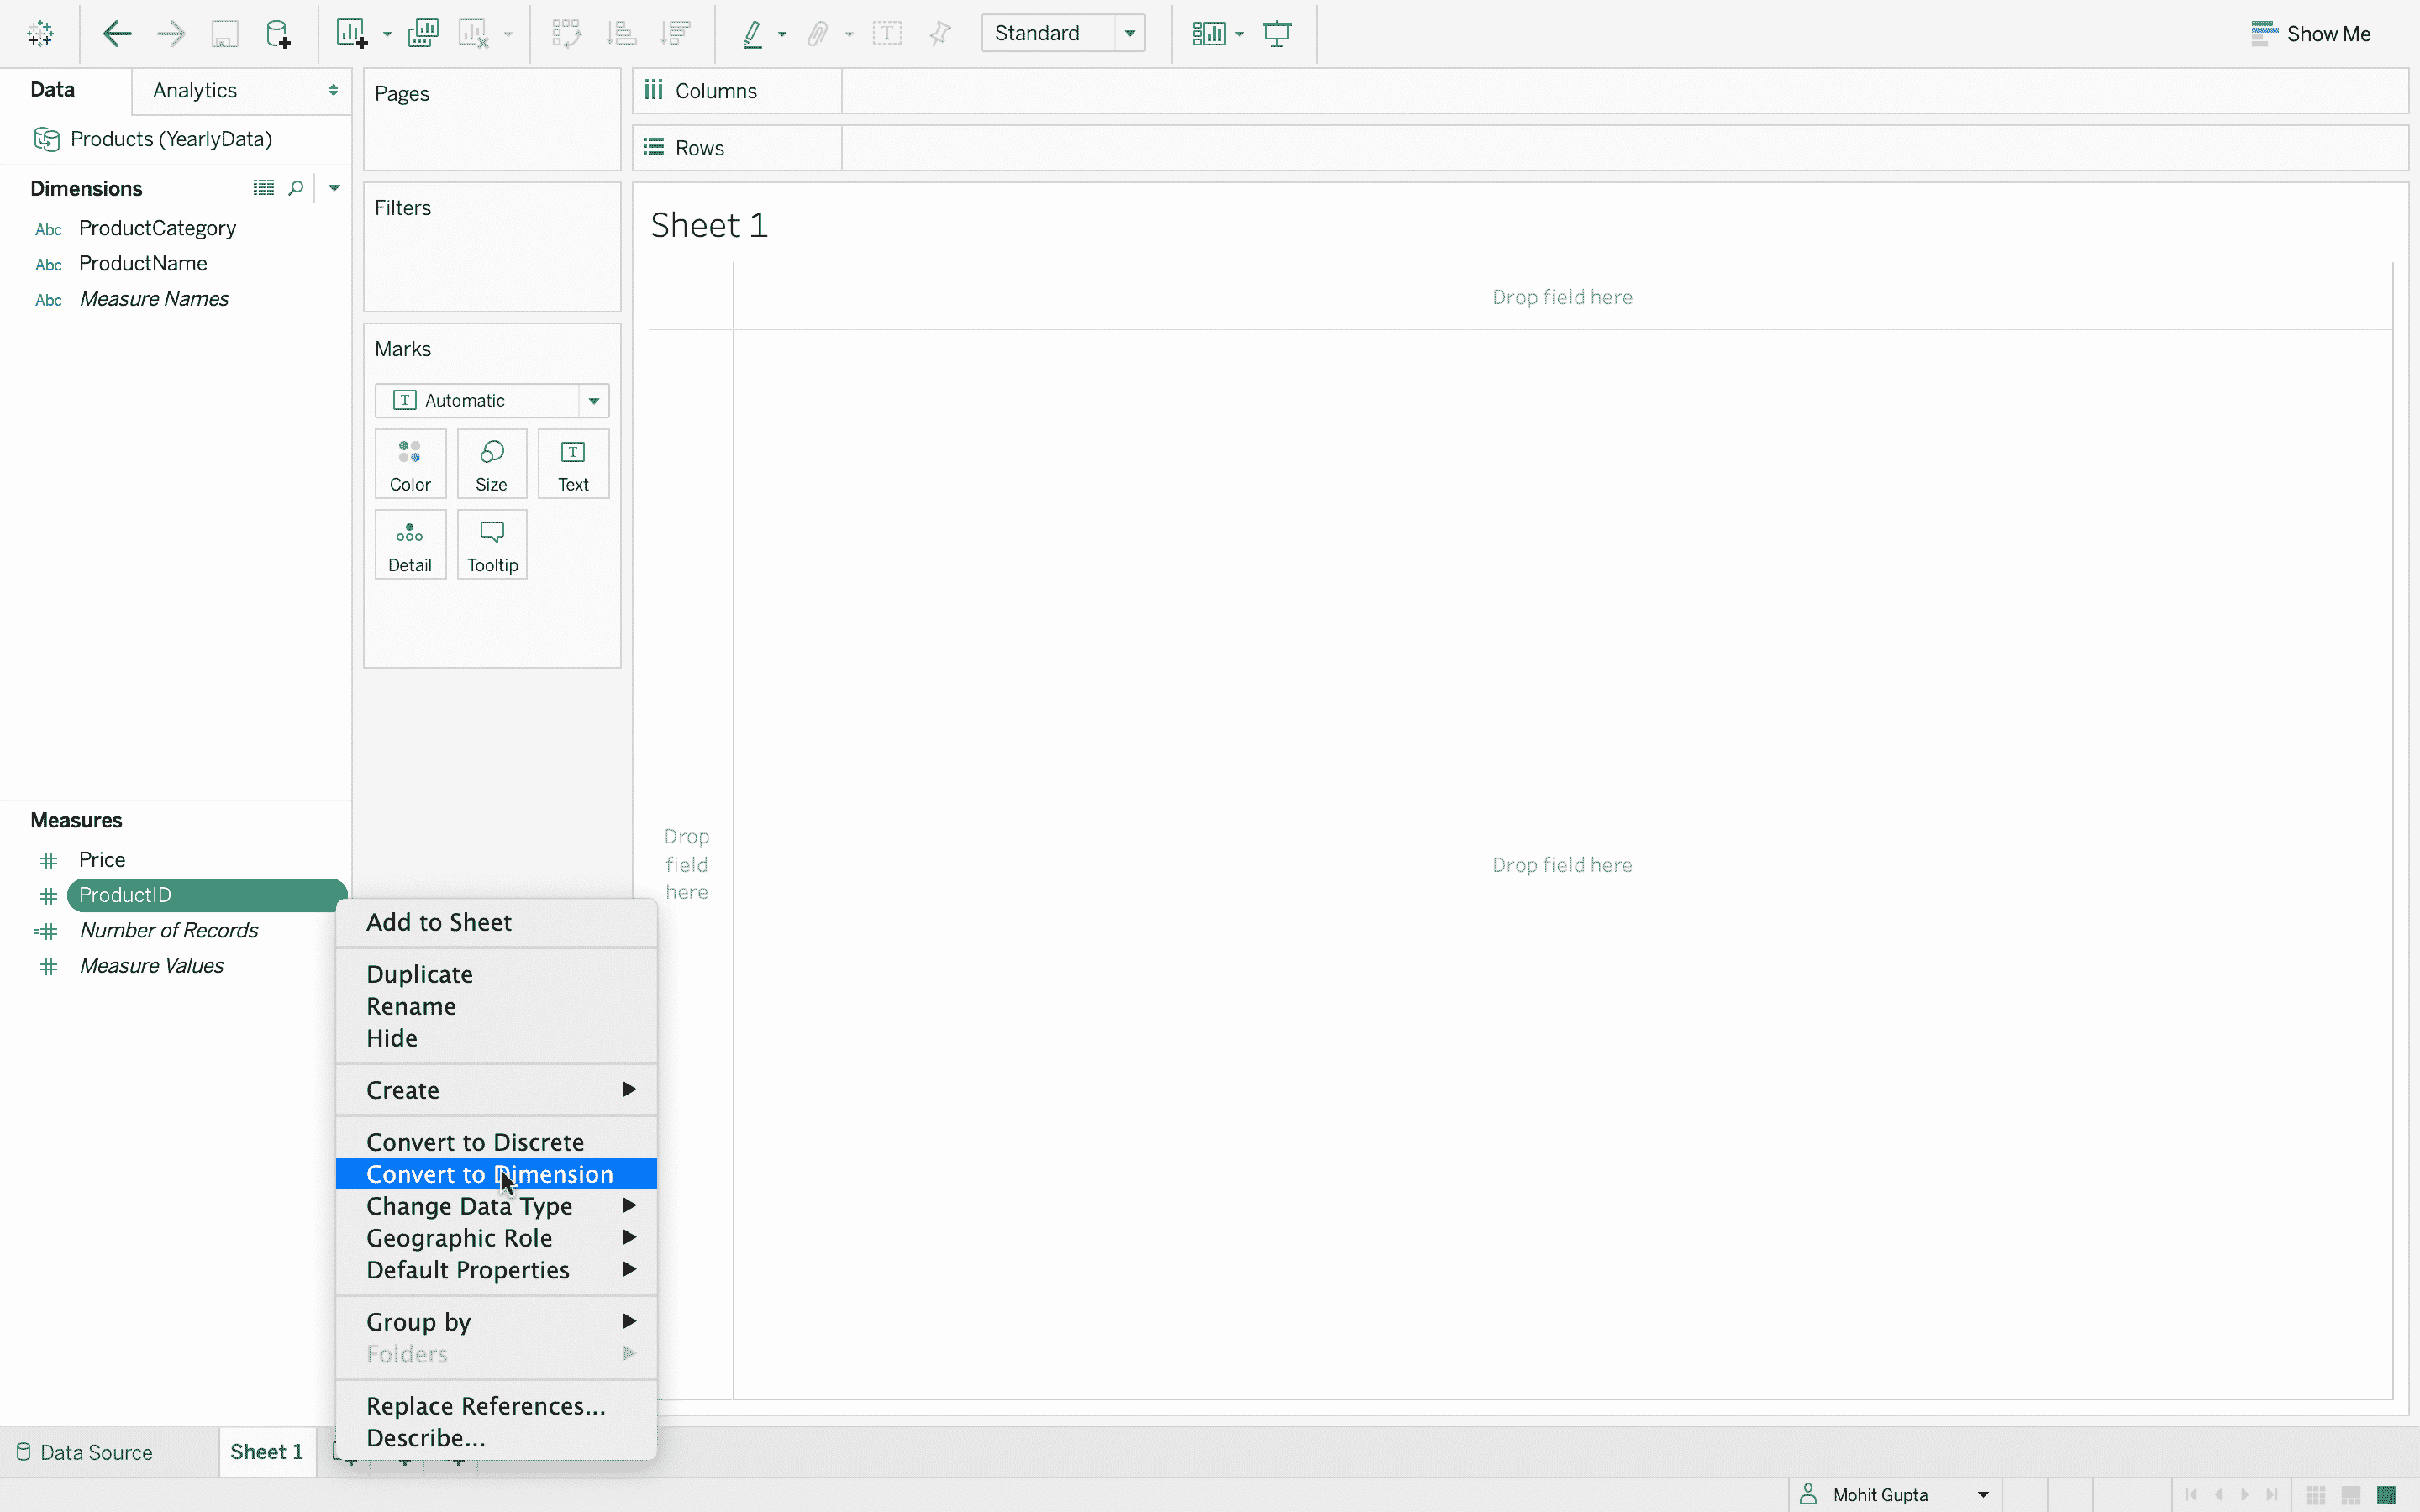 Standard
Show Me
Data
Analytics
Products (YearlyData)
Dimensions
Abc ProductCategory
Abc ProductName
Abc Measure Names
Measures
# Price
# ProductID
=# Number of Records
# Measure Values
Pages
Filters
Marks
T Automatic
Color
Size
T
Text
Detail
Tooltip
Columns
Rows
Sheet 1
Drop field here
Drop
field
here
Drop field here
Add to Sheet
Duplicate
Rename
Hide
Create
Convert to Discrete
Convert to Dimension
Change Data Type
Geographic Role
Default Properties
Group by
Folders
Replace References...
Describe...
Data Source
Sheet 1
Mohit Gupta